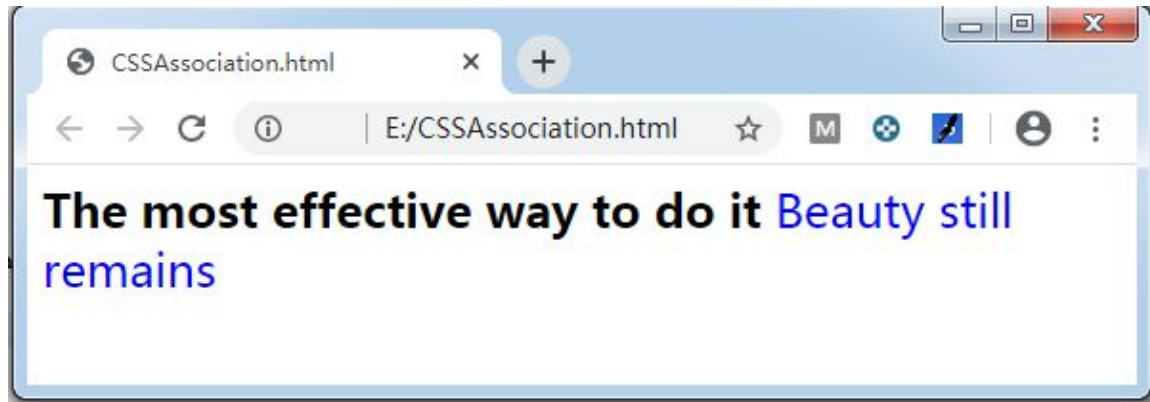 CSSAssociation.html
E:/CSSAssociation.html
M
The most effective way to do it Beauty still
remains